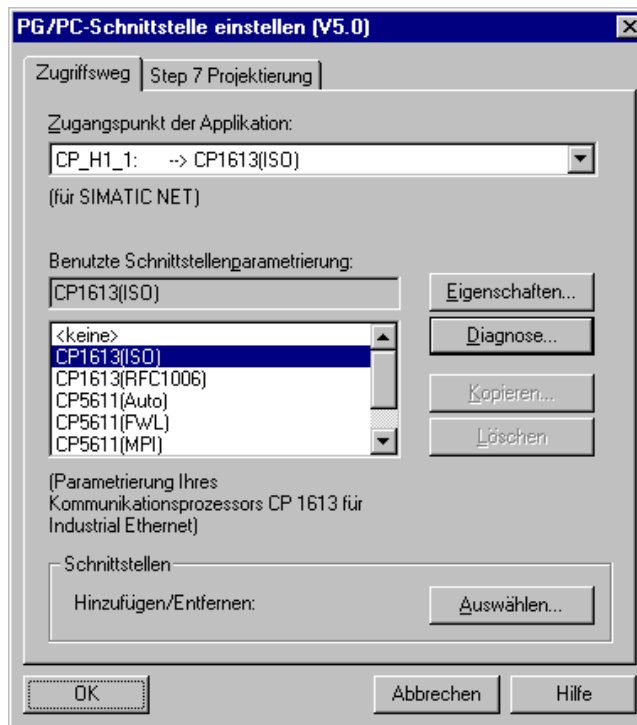 PG/PC-Schnittstelle einstellen (V5.0)
Zugriffsweg Step 7 Projektierung
Zugangspunkt der Applikation:
CP_H1_1: --> CP1613(ISO)
(für SIMATIC NET)
Benutzte Schnittstellenparametrierung:
CP1613(ISO)
Eigenschaften...
<keine>
CP1613(ISO)
CP1613(RFC1006)
CP5611(Auto)
CP5611(FWL)
CP5611(MPI)
Diagnose...
Kopieren...
Löschen
(Parametrierung Ihres
Kommunikationsprozessors CP 1613 für
Industrial Ethernet)
Schnittstellen
Hinzufügen/Entfernen:
Auswählen...
OK
Abbrechen
Hilfe